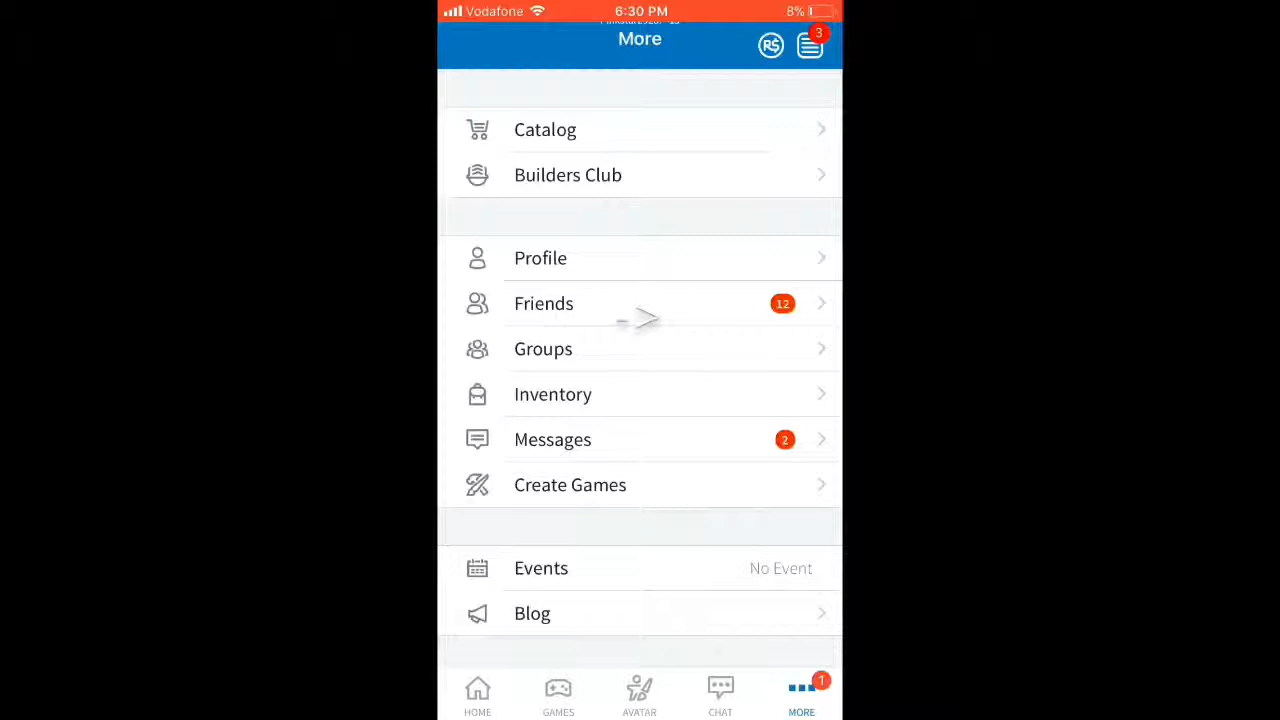 Vodafone 6:30 PM 8%
More
R$ 3
Catalog
Builders Club
Profile
Friends 12
Groups
Inventory
Messages 2
Create Games
Events No Event
Blog
1
HOME GAMES AVATAR CHAT MORE